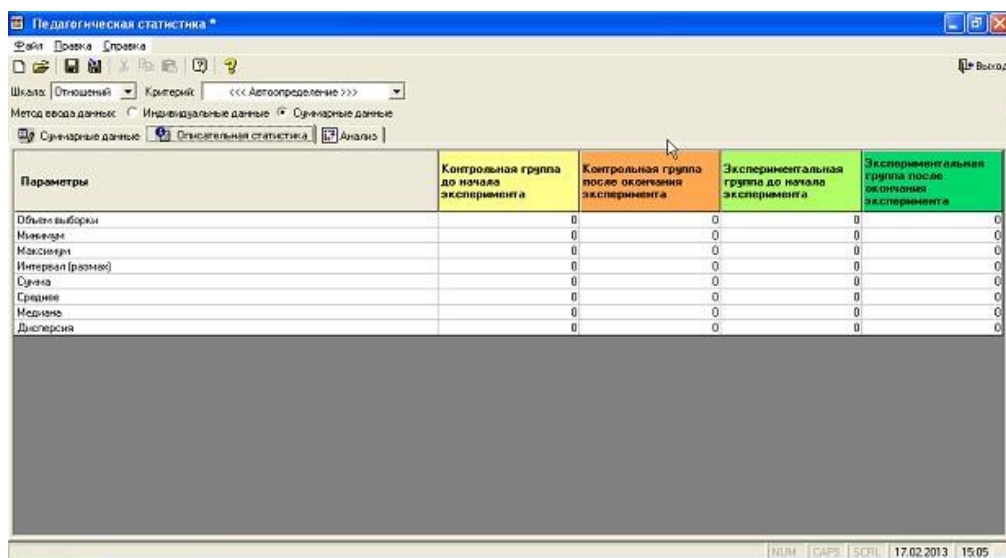 Педагогическая статистика *
Файл Правка Справка
Выход
Шкала: Отношений Критерий: <<< Автоопределение >>>
Метод ввода данных: Индивидуальные данные Суммарные данные
Суммарные данные Описательная статистика Анализ
Параметры
Контрольная группа
до начала
эксперимента
Контрольная группа
после окончания
эксперимента
Экспериментальная
группа до начала
эксперимента
Экспериментальная
группа после
окончания
эксперимента
Объем выборки 0 0 0 0
Минимум 0 0 0 0
Максимум 0 0 0 0
Интервал (размах) 0 0 0 0
Сумма 0 0 0 0
Среднее 0 0 0 0
Медиана 0 0 0 0
Дисперсия 0 0 0 0
NUM CAPS SCRL 17.02.2013 15:05